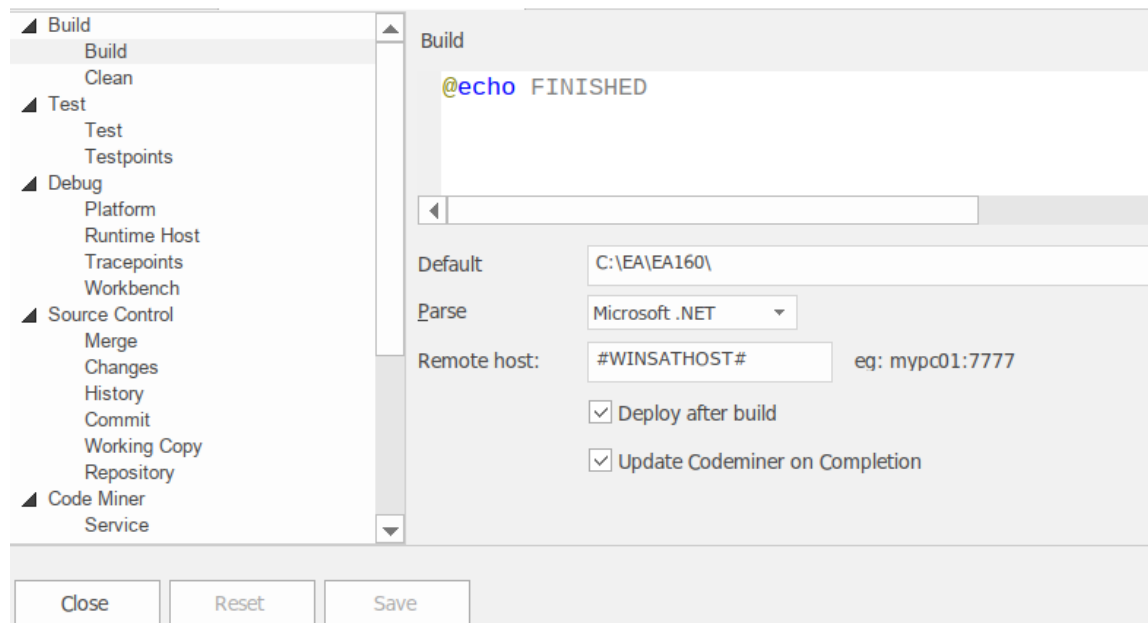 Build
Build
Clean
Test
Test
Testpoints
Debug
Platform
Runtime Host
Tracepoints
Workbench
Source Control
Merge
Changes
History
Commit
Working Copy
Repository
Code Miner
Service
Build
@echo FINISHED
Default C:\EA\EA160\
Parse Microsoft .NET
Remote host: #WINSATHOST# eg: mypc01:7777
Deploy after build
Update Codeminer on Completion
Close Reset Save